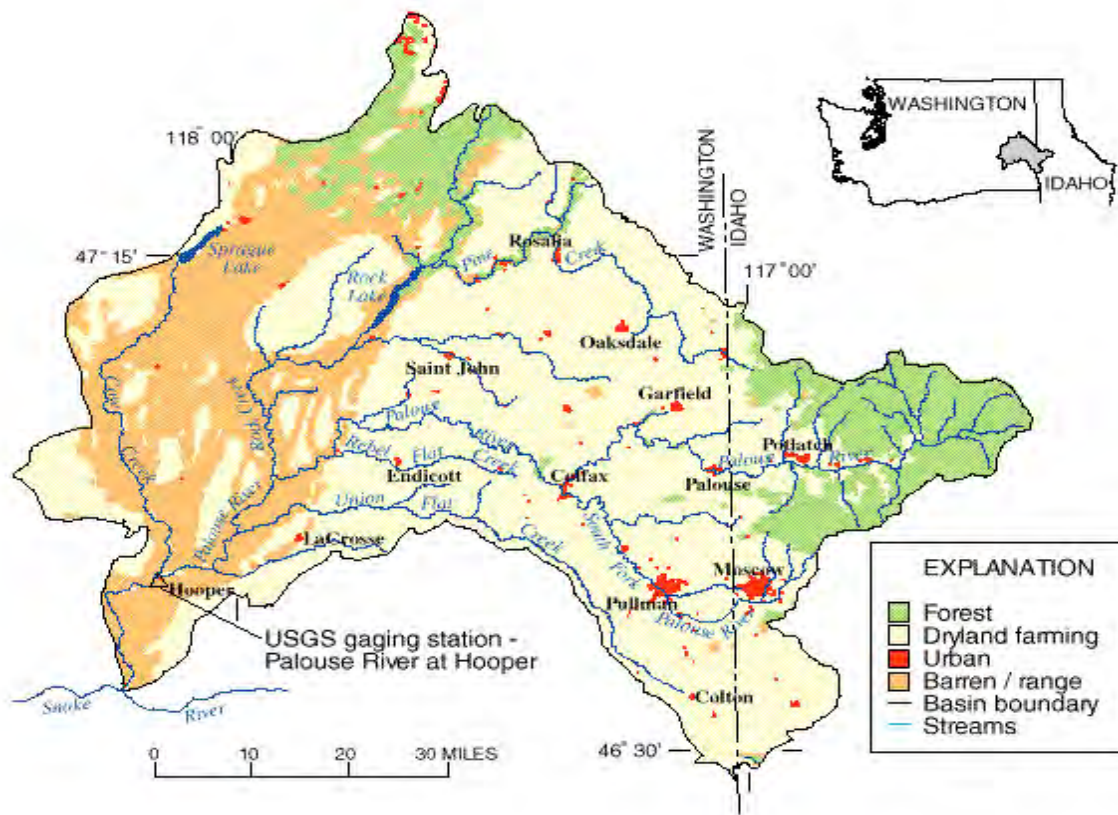 118° 00'
WASHINGTON
IDAHO
WASHINGTON
IDAHO
47° 15'
Sprague
Lake
Rosalia
Pine
Creek
117° 00'
Rock
Lake
Oaksdale
Saint John
Garfield
Cow
Creek
Rock Creek
Palouse
River
Potlatch
Palouse
River
Rebel
Flat
Creek
Endicott
Colfax
Palouse
Union
Flat
Creek
Palouse River
LaCrosse
South
Fork
Moscow
Hooper
Pullman
Palouse River
USGS gaging station -
Palouse River at Hooper
Colton
Snake
River
46° 30'
0 10 20 30 MILES
EXPLANATION
Forest
Dryland farming
Urban
Barren / range
Basin boundary
Streams